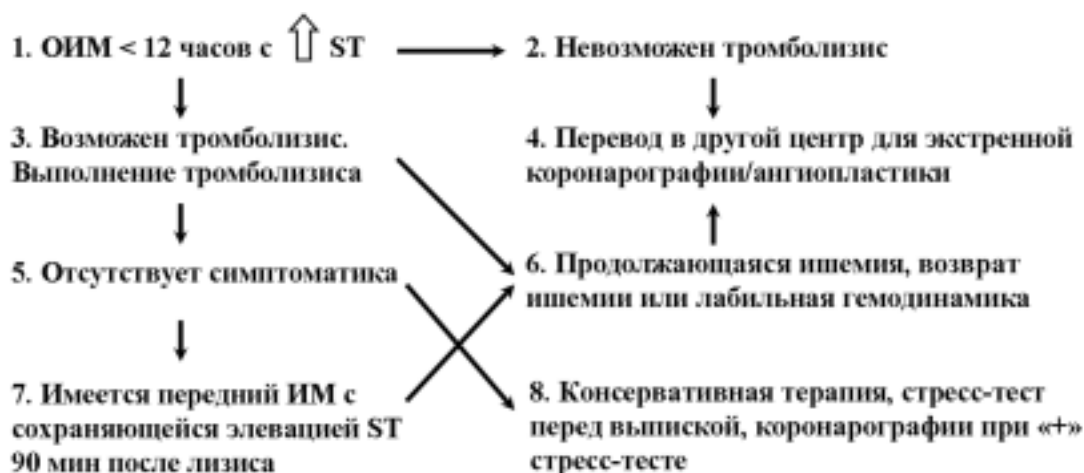 1. ОИМ < 12 часов с ST
2. Невозможен тромболизис
3. Возможен тромболизис.
Выполнение тромболизиса
4. Перевод в другой центр для экстренной
коронарографии/ангиопластики
5. Отсутствует симптоматика
6. Продолжающаяся ишемия, возврат
ишемии или лабильная гемодинамика
7. Имеется передний ИМ с
сохраняющейся элевацией ST
90 мин после лизиса
8. Консервативная терапия, стресс-тест
перед выпиской, коронарографии при «+»
стресс-тесте